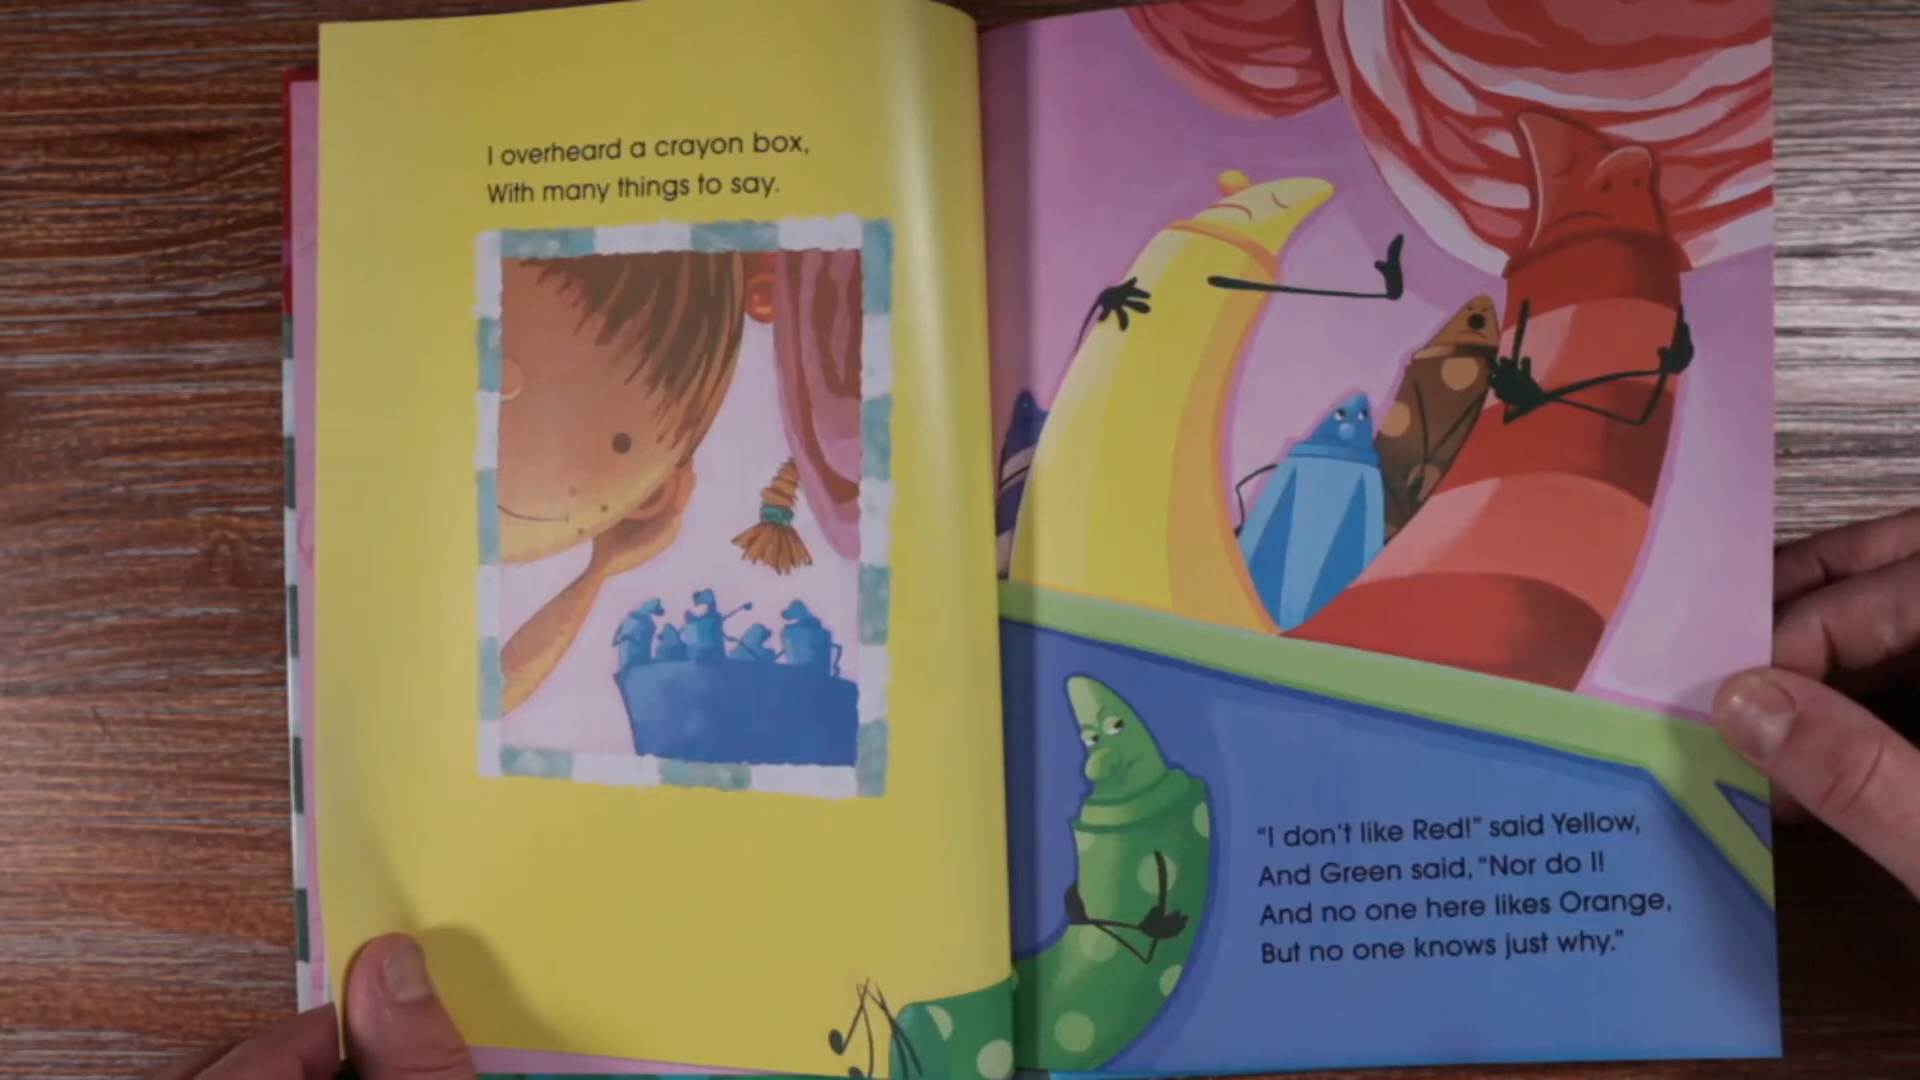 I overheard a crayon box,
With many things to say.
“I don't like Red!” said Yellow,
And Green said, “Nor do I!
And no one here likes Orange,
But no one knows just why.”